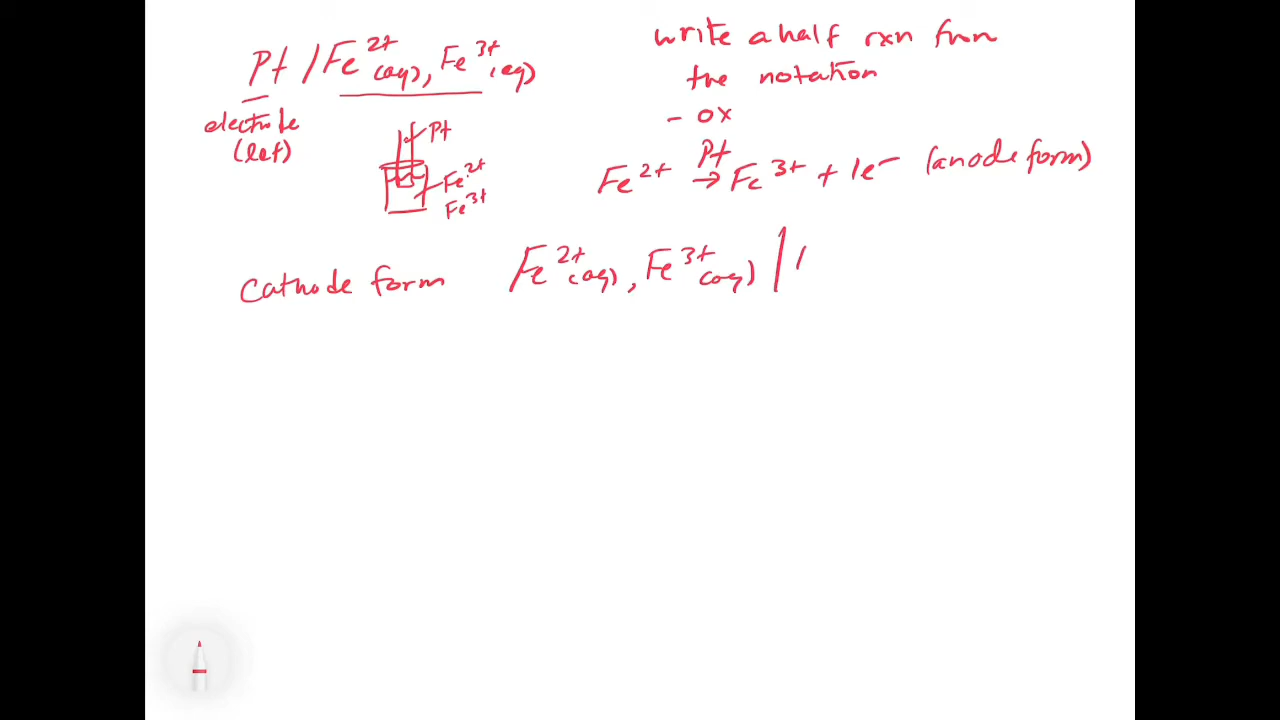 Pt / Fe²⁺(aq), Fe³⁺(aq)
electrode
(left)
Pt
Fe²⁺
Fe³⁺
write a half rxn from
the notation
- ox
Fe²⁺ Pt→ Fe³⁺ + 1e⁻ (anode form)
Cathode form Fe²⁺(aq), Fe³⁺(aq) |